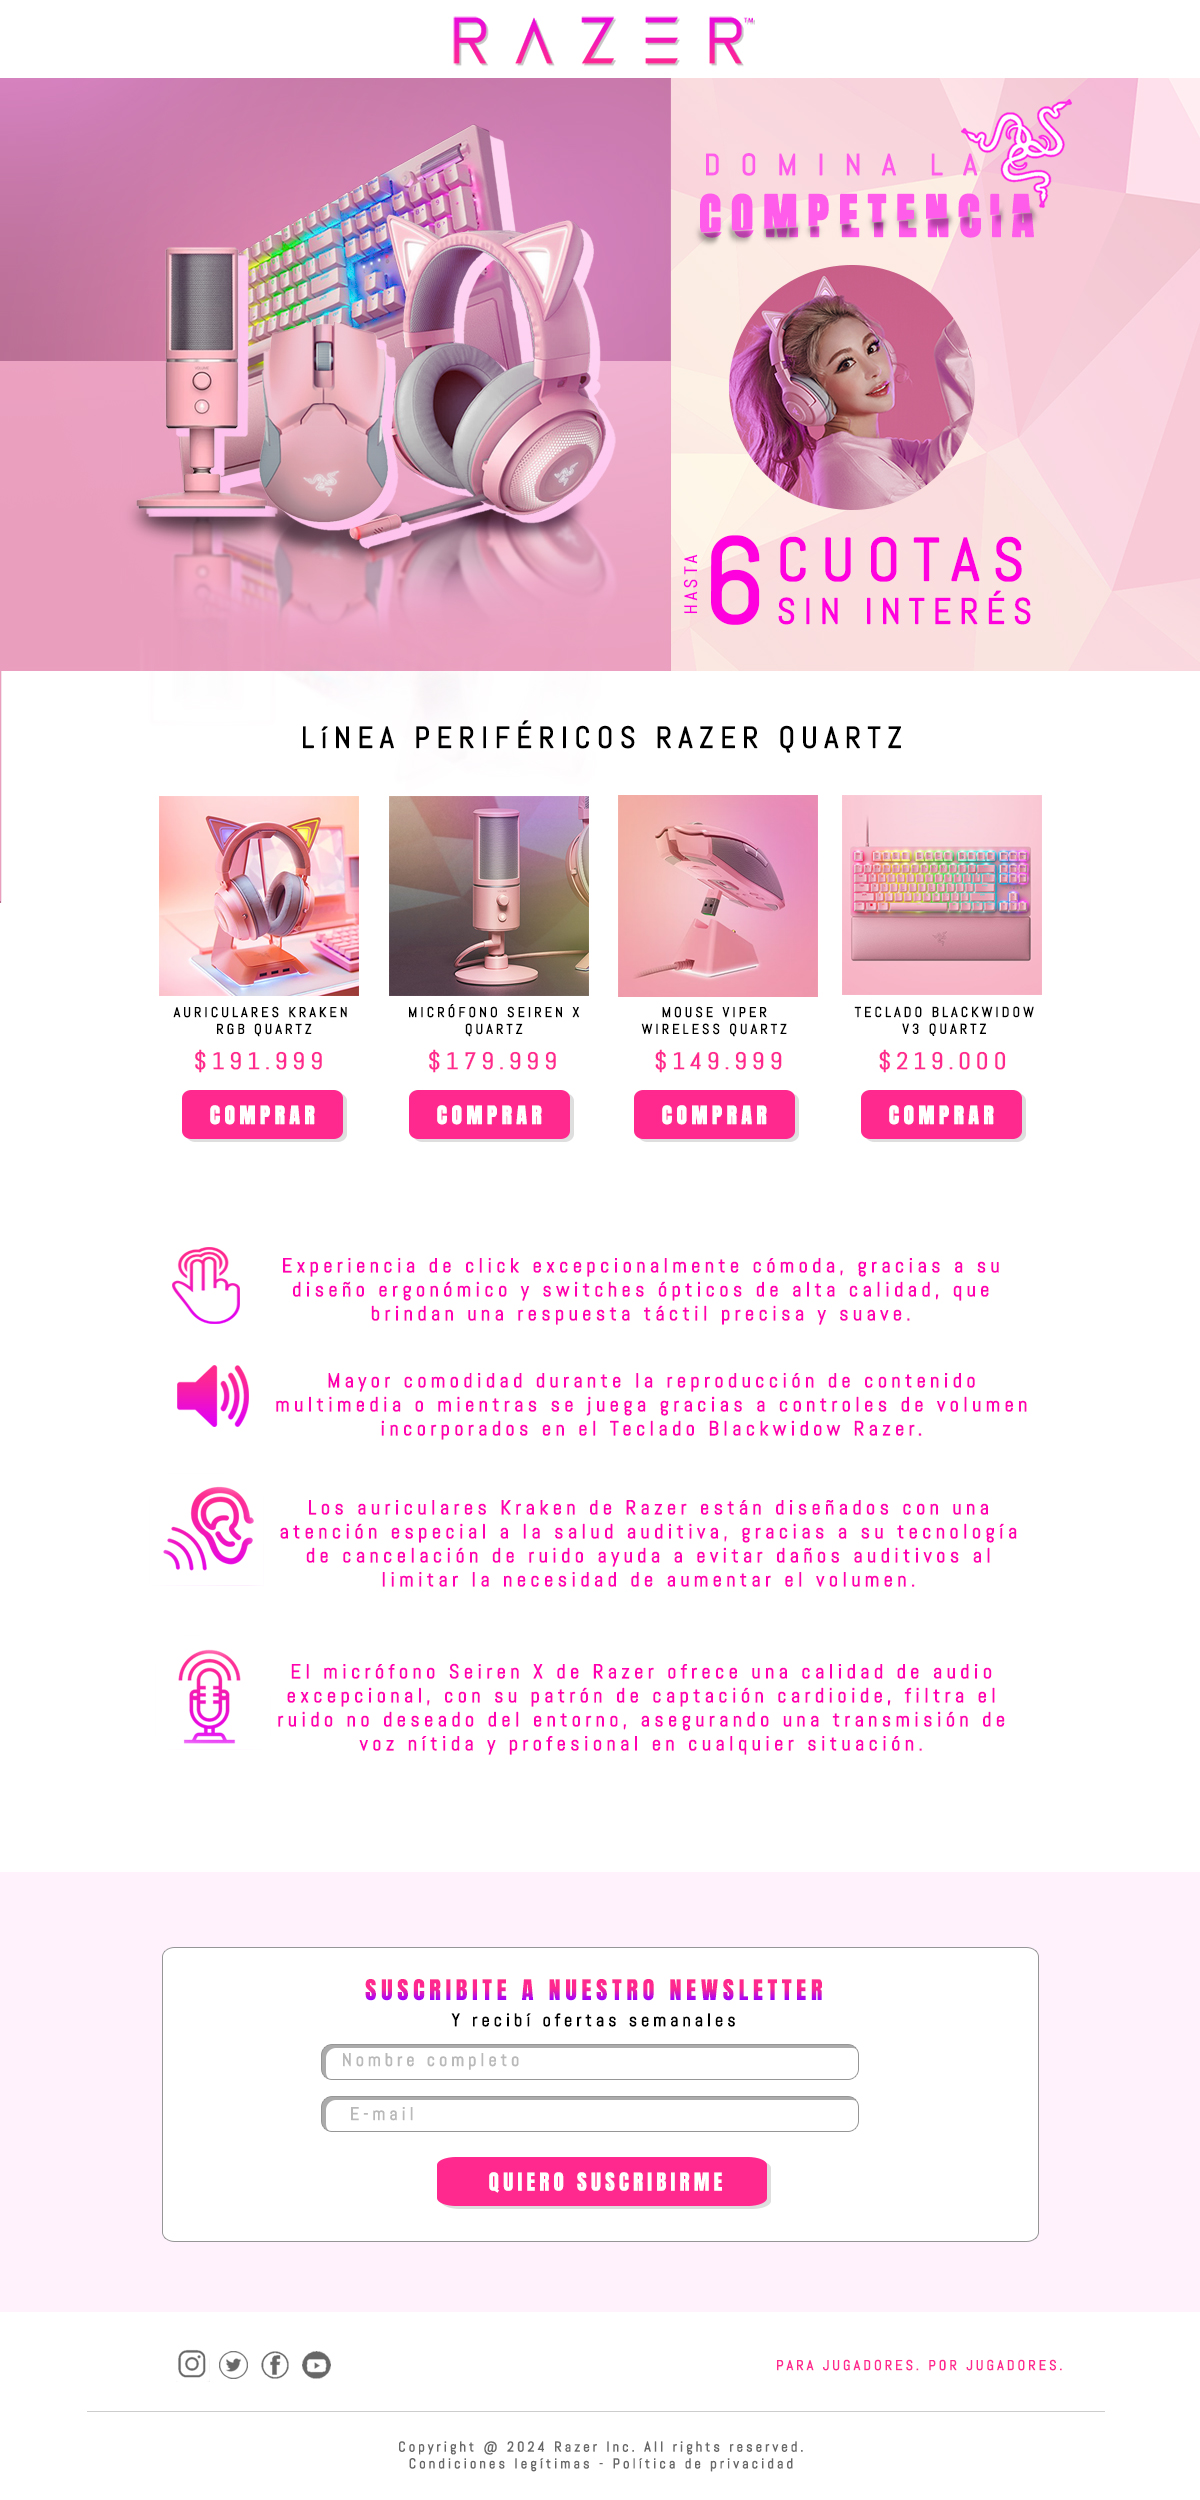 RAZER™
DOMINA LA
COMPETENCIA
HASTA
6 CUOTAS
SIN INTERÉS
LíNEA PERIFÉRICOS RAZER QUARTZ
AURICULARES KRAKEN
RGB QUARTZ
$191.999
COMPRAR
MICRÓFONO SEIREN X
QUARTZ
$179.999
COMPRAR
MOUSE VIPER
WIRELESS QUARTZ
$149.999
COMPRAR
TECLADO BLACKWIDOW
V3 QUARTZ
$219.000
COMPRAR
Experiencia de click excepcionalmente cómoda, gracias a su
diseño ergonómico y switches ópticos de alta calidad, que
brindan una respuesta táctil precisa y suave.
Mayor comodidad durante la reproducción de contenido
multimedia o mientras se juega gracias a controles de volumen
incorporados en el Teclado Blackwidow Razer.
Los auriculares Kraken de Razer están diseñados con una
atención especial a la salud auditiva, gracias a su tecnología
de cancelación de ruido ayuda a evitar daños auditivos al
limitar la necesidad de aumentar el volumen.
El micrófono Seiren X de Razer ofrece una calidad de audio
excepcional, con su patrón de captación cardioide, filtra el
ruido no deseado del entorno, asegurando una transmisión de
voz nítida y profesional en cualquier situación.
SUSCRIBITE A NUESTRO NEWSLETTER
Y recibí ofertas semanales
Nombre completo
E-mail
QUIERO SUSCRIBIRME
PARA JUGADORES. POR JUGADORES.
Copyright @ 2024 Razer Inc. All rights reserved.
Condiciones legítimas - Política de privacidad